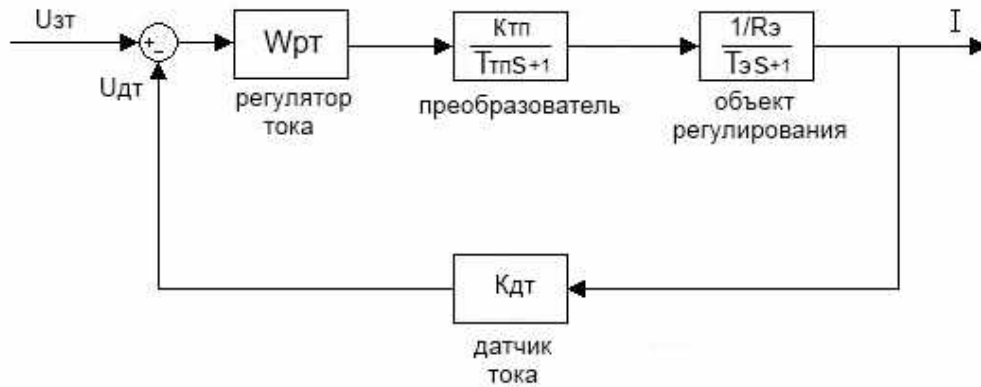 Uзт
I
+
-
Wрт
Kтп
TтпS+1
1/Rэ
TэS+1
Uдт
регулятор
тока
преобразователь
объект
регулирования
Kдт
датчик
тока